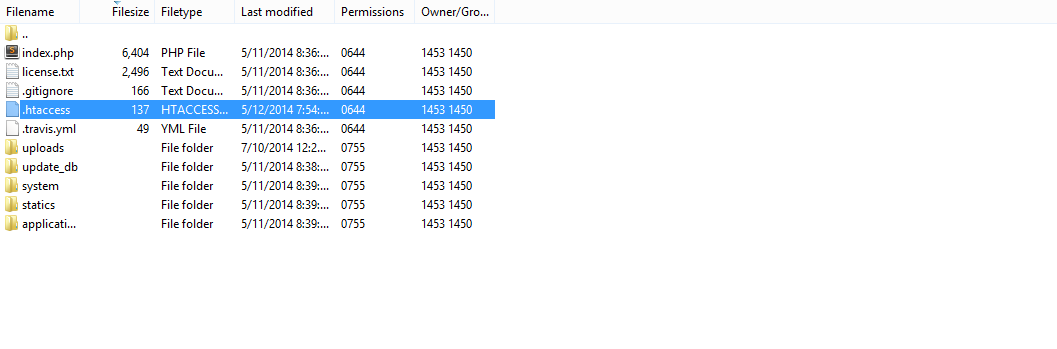 Filename Filesize Filetype Last modified Permissions Owner/Gro...
..
index.php 6,404 PHP File 5/11/2014 8:36:... 0644 1453 1450
license.txt 2,496 Text Docu... 5/11/2014 8:36:... 0644 1453 1450
.gitignore 166 Text Docu... 5/11/2014 8:36:... 0644 1453 1450
.htaccess 137 HTACCESS... 5/12/2014 7:54:... 0644 1453 1450
.travis.yml 49 YML File 5/11/2014 8:36:... 0644 1453 1450
uploads File folder 7/10/2014 12:2... 0755 1453 1450
update_db File folder 5/11/2014 8:38:... 0755 1453 1450
system File folder 5/11/2014 8:39:... 0755 1453 1450
statics File folder 5/11/2014 8:39:... 0755 1453 1450
applicati... File folder 5/11/2014 8:39:... 0755 1453 1450